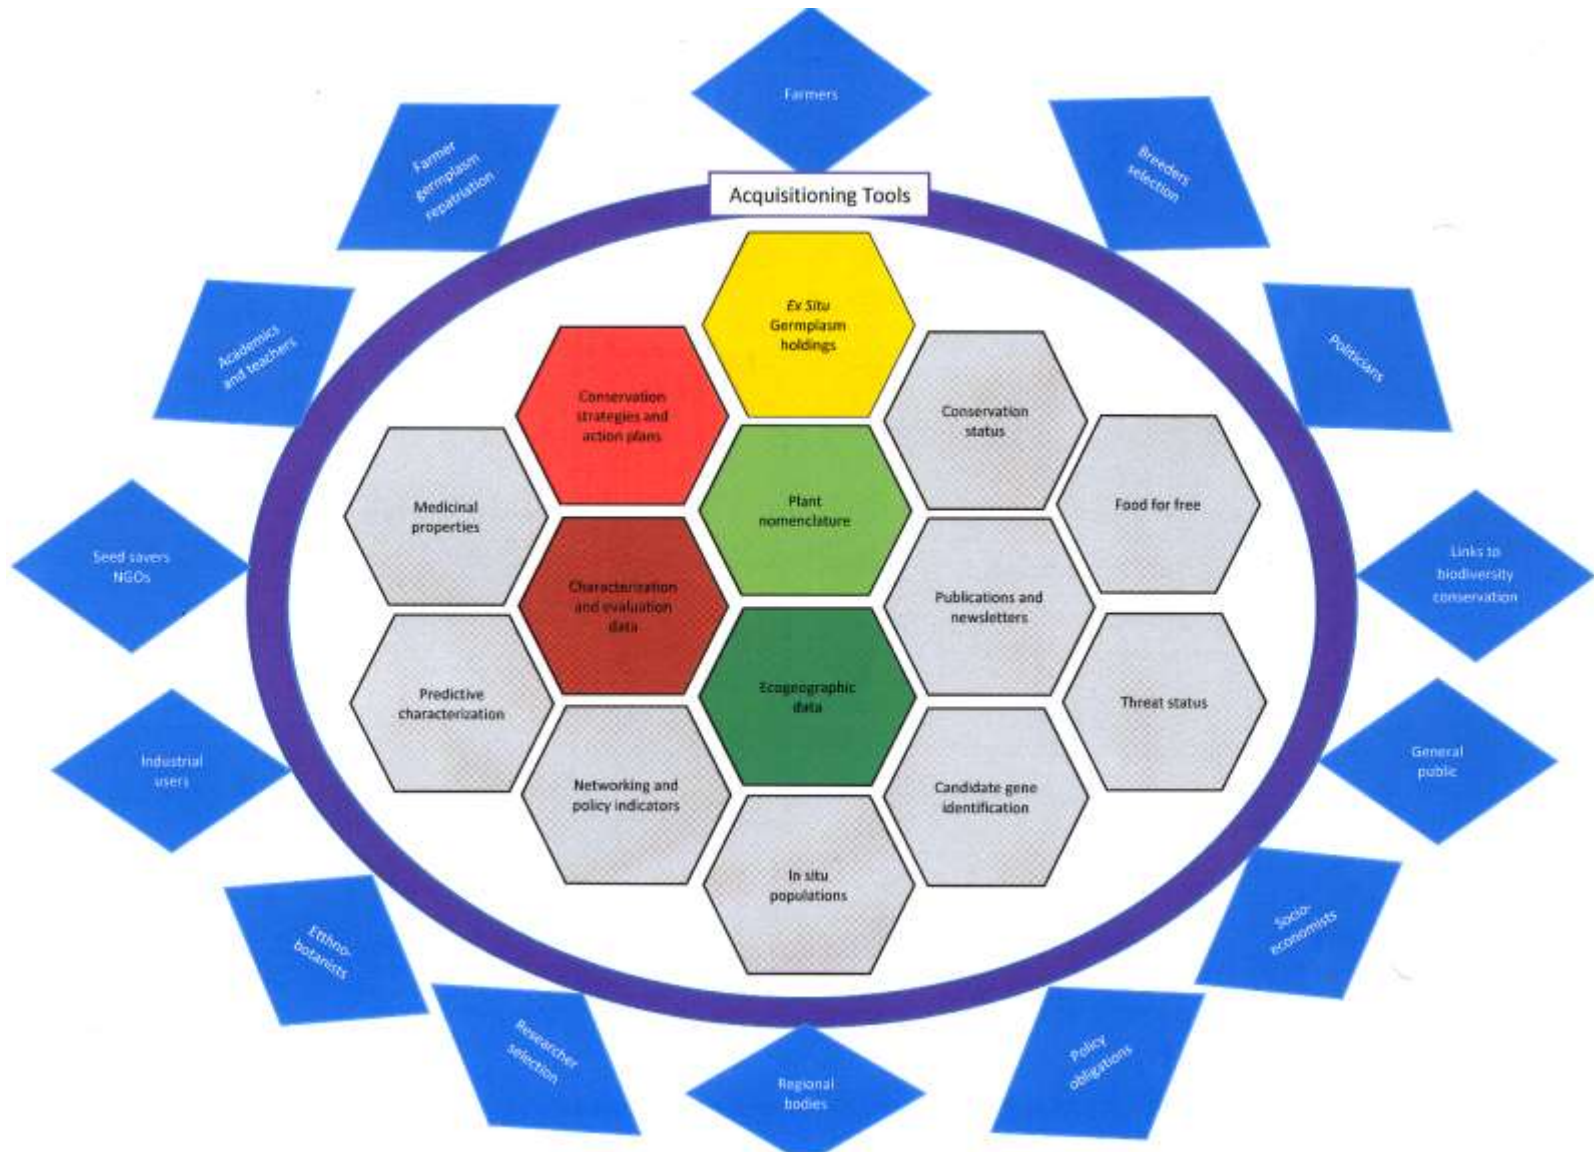 Farmers
Farmer
germplasm
repatriation
Breeders
selection
Acquisitioning Tools
Academics
and teachers
Politicians
Ex Situ
Germplasm
holdings
Conservation
strategies and
action plans
Conservation
status
Medicinal
properties
Plant
nomenclature
Food for free
Seed savers
NGOs
Links to
biodiversity
conservation
Characterization
and evaluation
data
Publications and
newsletters
Predictive
characterization
Ecogeographic
data
Threat status
Industrial
users
General
public
Networking and
policy indicators
Candidate gene
identification
In situ
populations
Etthno-
botanists
Socio-
economists
Researcher
selection
Regional
bodies
Policy
obligations